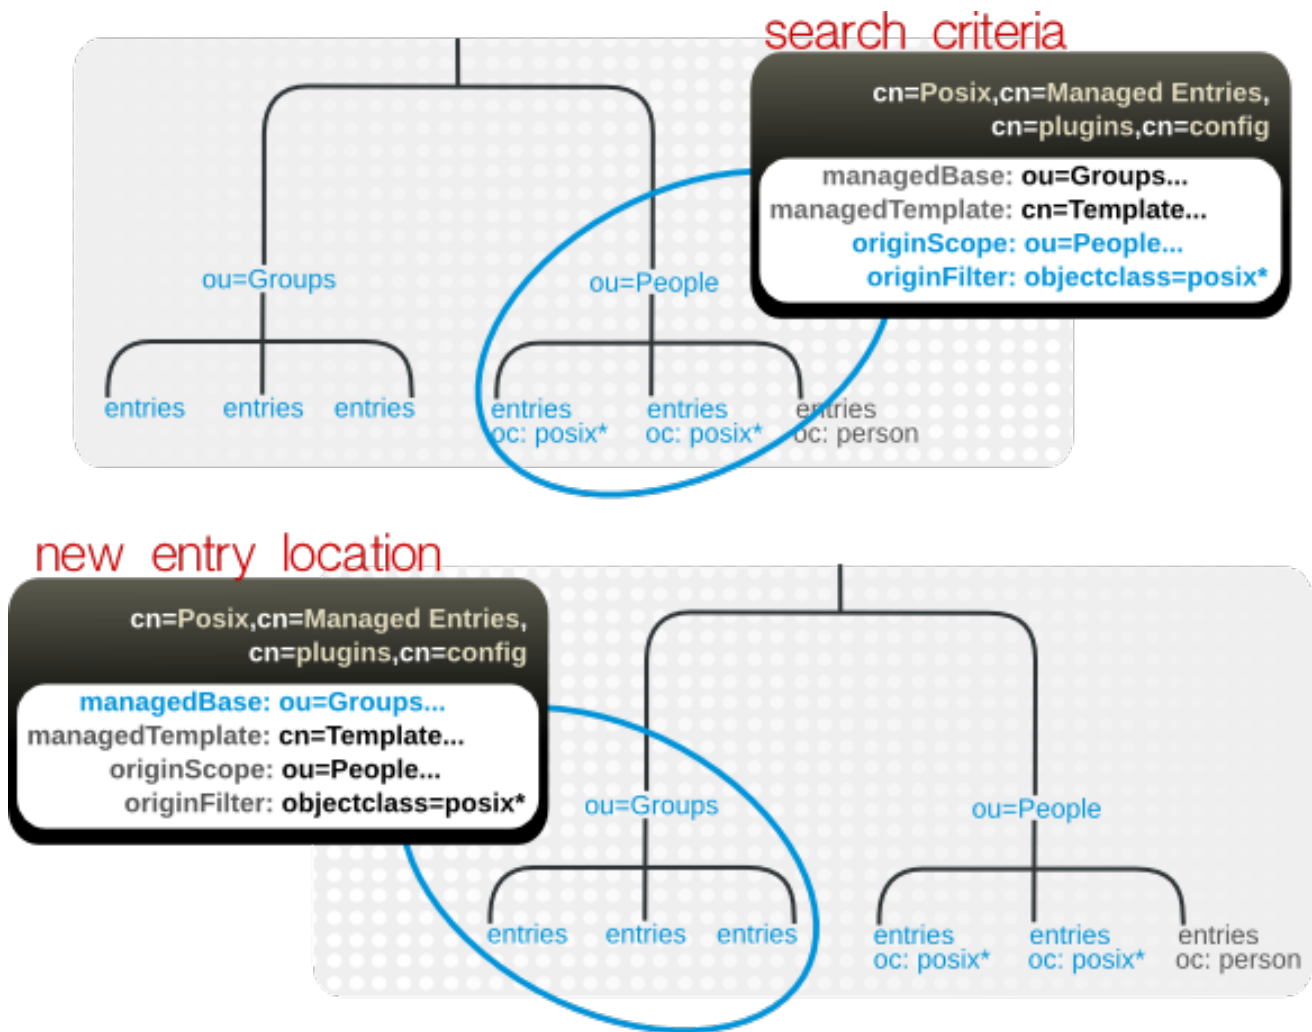 search criteria
cn=Posix,cn=Managed Entries,
cn=plugins,cn=config
managedBase: ou=Groups...
managedTemplate: cn=Template...
originScope: ou=People...
originFilter: objectclass=posix*
ou=Groups
ou=People
entries
entries
entries
entries
oc: posix*
entries
oc: posix*
entries
oc: person
new entry location
cn=Posix,cn=Managed Entries,
cn=plugins,cn=config
managedBase: ou=Groups...
managedTemplate: cn=Template...
originScope: ou=People...
originFilter: objectclass=posix*
ou=Groups
ou=People
entries
entries
entries
entries
oc: posix*
entries
oc: posix*
entries
oc: person